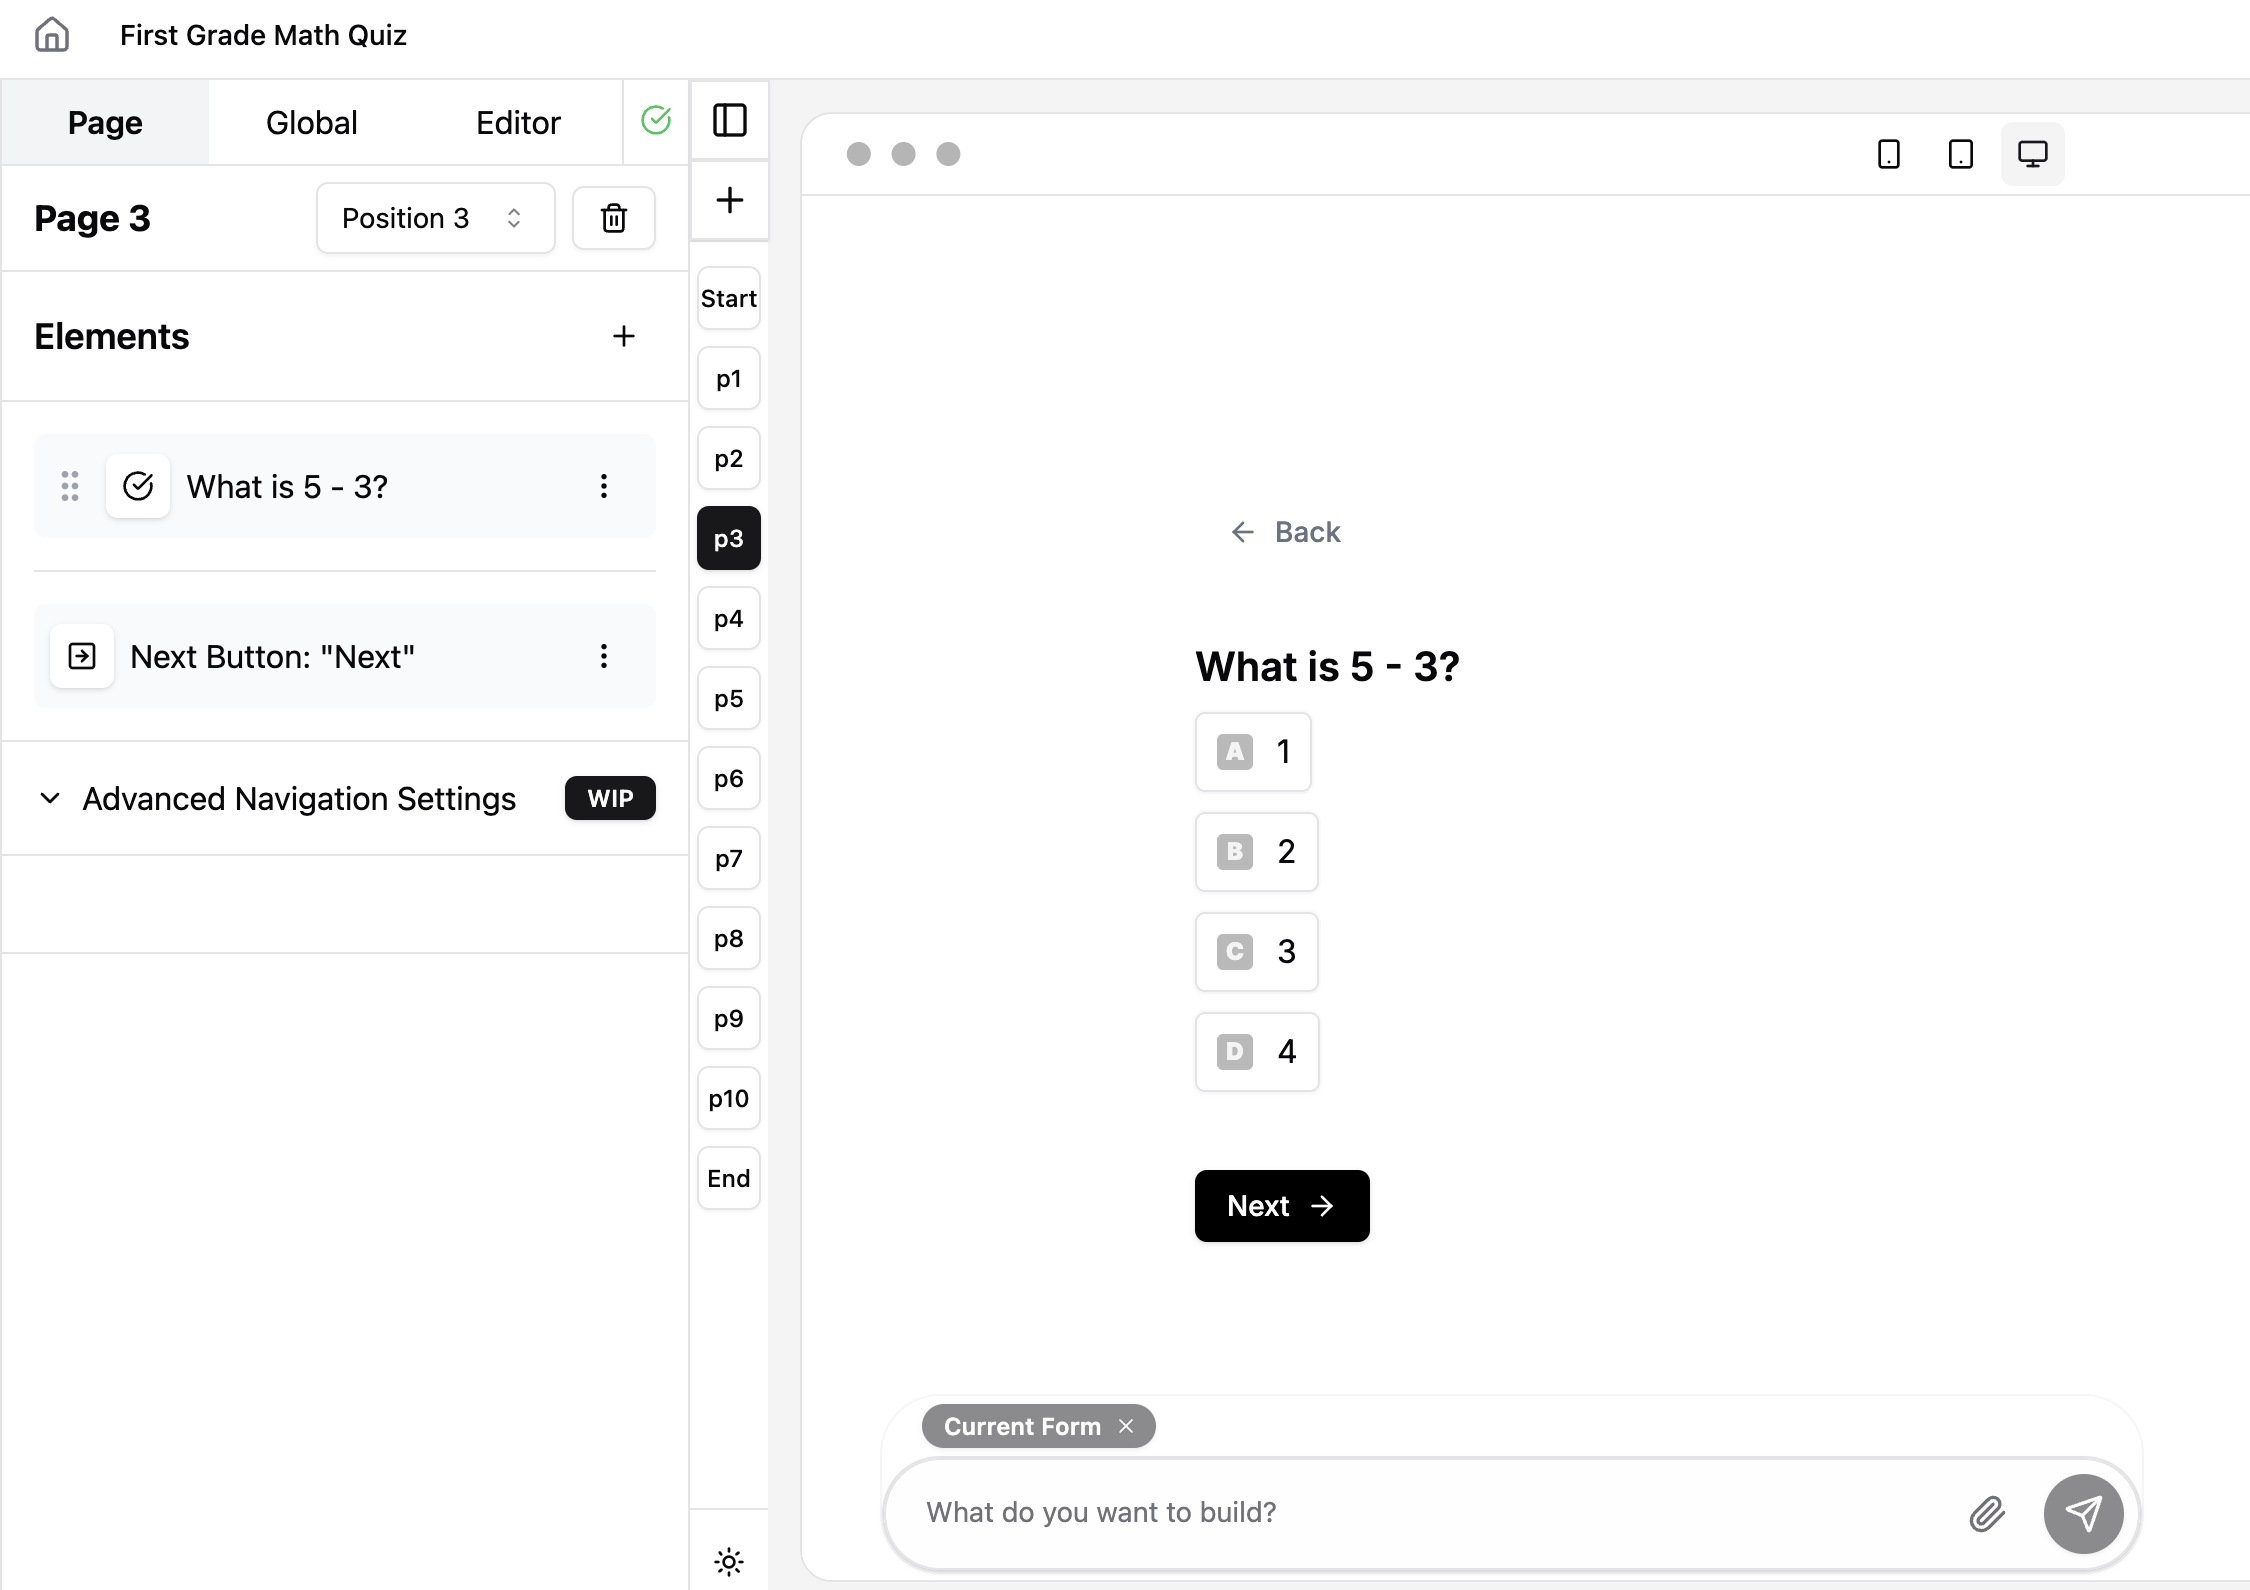 First Grade Math Quiz
Page Global Editor
Page 3 Position 3
Elements
What is 5 - 3?
Next Button: "Next"
Advanced Navigation Settings WIP
Start
p1
p2
p3
p4
p5
p6
p7
p8
p9
p10
End
Back
What is 5 - 3?
A 1
B 2
C 3
D 4
Next
Current Form
What do you want to build?